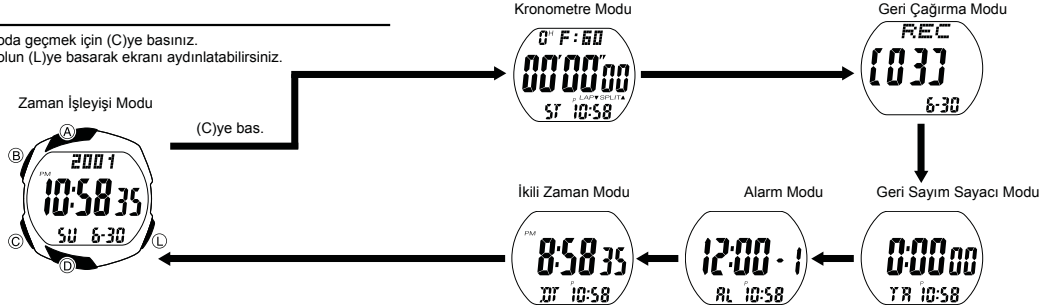 oda geçmek için (C)ye basınız.
olun (L)ye basarak ekranı aydınlatabilirsiniz.
Kronometre Modu
0H F:60
00'00"00
P LAP▼SPLIT▲
ST 10:58
Geri Çağırma Modu
REC
[03]
6-30
Zaman İşleyişi Modu
(C)ye bas.
A
B
C
D
L
2001
PM
10:58 35
SU 6-30
İkili Zaman Modu
PM
8:58 35
P
DT 10:58
Alarm Modu
12:00 - 1
P
AL 10:58
Geri Sayım Sayacı Modu
0:00 00
P
TR 10:58